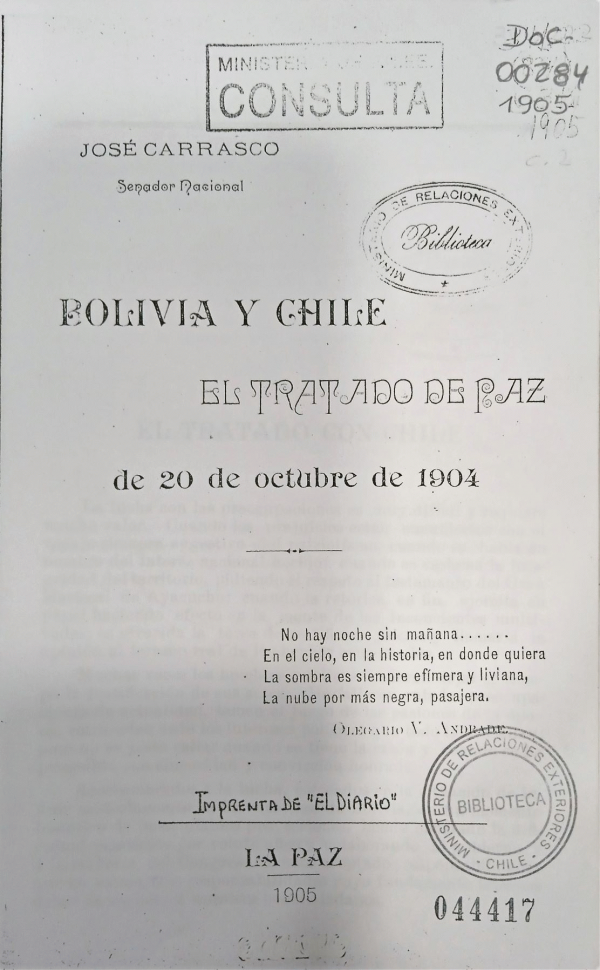 DOC-
00284
1905-
1905
c. 2
CONSULTA
JOSÉ CARRASCO
Senador Nacional
MINISTERIO DE RELACIONES EXTERIO
Biblioteca
BOLIVIA Y CHILE
EL TRATADO DE PAZ
de 20 de octubre de 1904
No hay noche sin mañana......
En el cielo, en la historia, en donde quiera
La sombra es siempre efímera y liviana,
La nube por más negra, pasajera.
OLEGARIO V. ANDRADE.
IMPRENTA DE "EL DIARIO"
MINISTERIO DE RELACIONES EXTERIORES
BIBLIOTECA
- CHILE -
LA PAZ
1905
044417